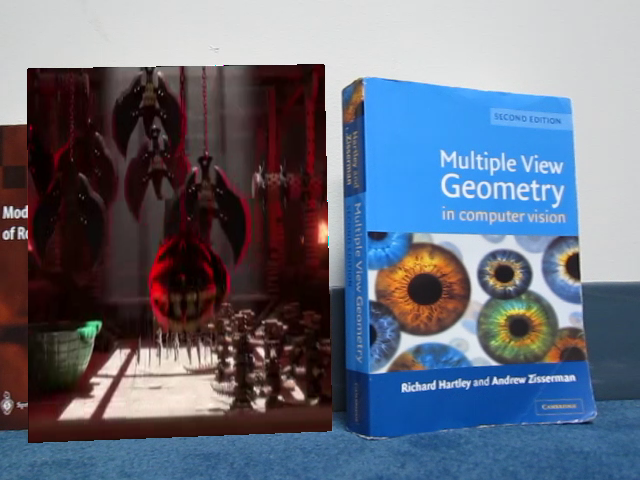 Mod
of Ro
Hartley and
Zisserman
Multiple View Geometry
SECOND EDITION
Multiple View
Geometry
in computer vision
Richard Hartley and Andrew Zisserman
CAMBRIDGE